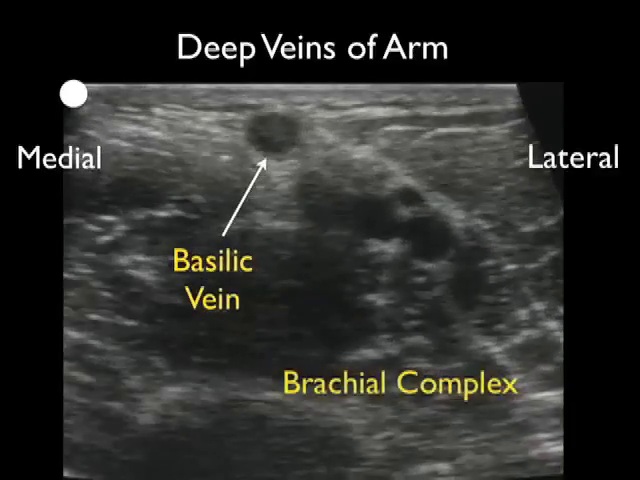 Deep Veins of Arm
Medial
Lateral
Basilic
Vein
Brachial Complex